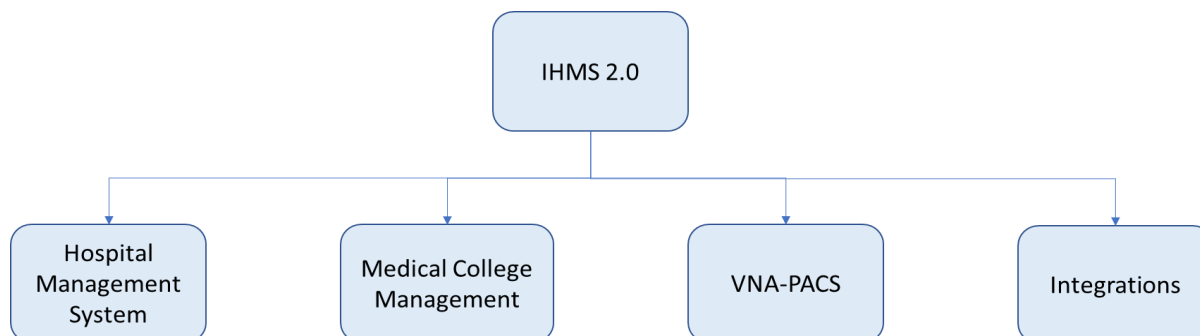 IHMS 2.0
Hospital
Management
System
Medical College
Management
VNA-PACS
Integrations